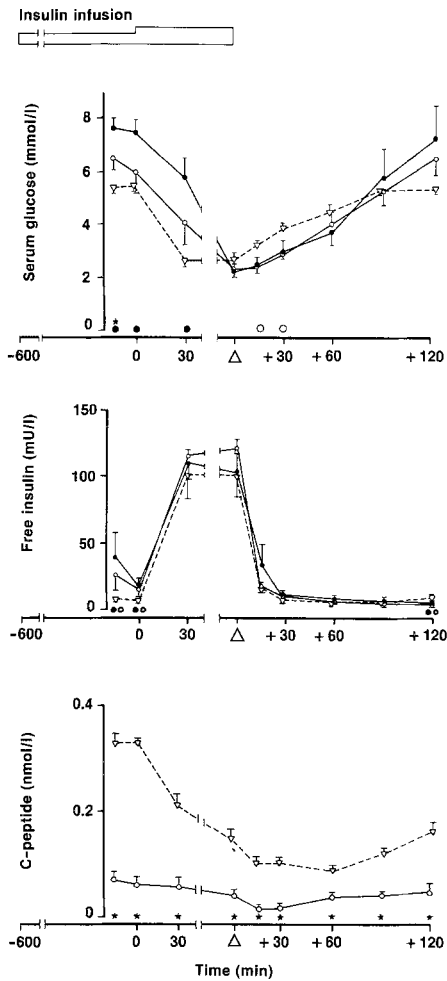 Insulin infusion
Serum glucose (mmol/l)
8
6
4
2
0
-600 0 30 △ +30 +60 +120
Free insulin (mU/l)
150
100
50
0
-600 0 30 △ +30 +60 +120
C-peptide (nmol/l)
0.4
0.2
0
-600 0 30 △ +30 +60 +120
Time (min)